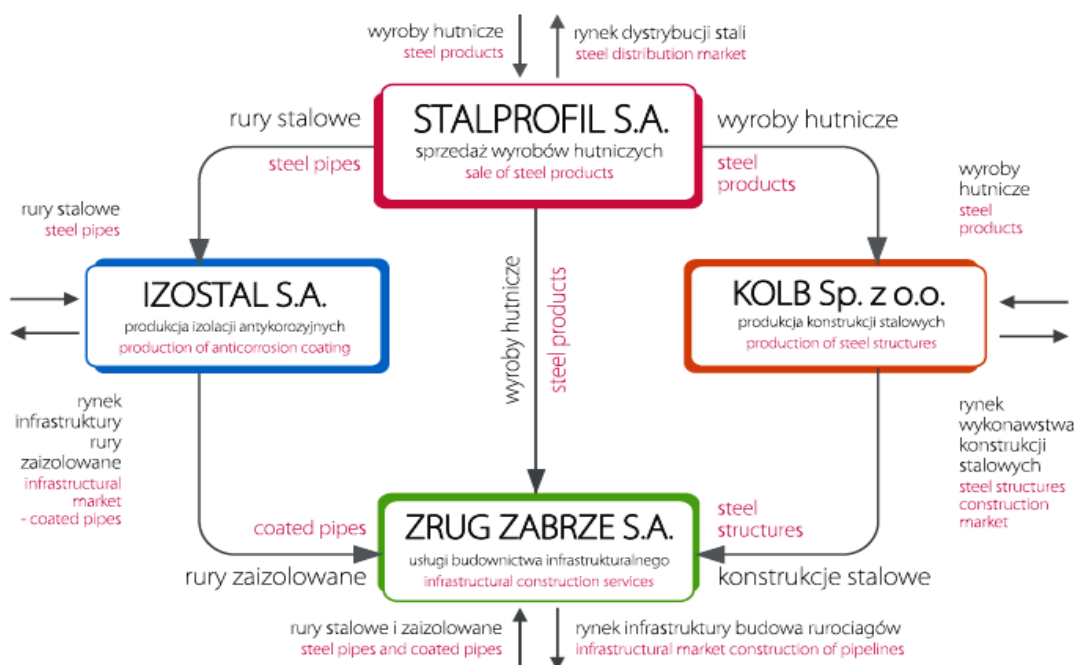 wyroby hutnicze
steel products
rynek dystrybucji stali
steel distribution market
STALPROFIL S.A.
sprzedaż wyrobów hutniczych
sale of steel products
rury stalowe
steel pipes
wyroby hutnicze
steel
products
rury stalowe
steel pipes
wyroby
hutnicze
steel
products
IZOSTAL S.A.
produkcja izolacji antykorozyjnych
production of anticorrosion coating
wyroby hutnicze
steel products
KOLB Sp. z o.o.
produkcja konstrukcji stalowych
production of steel structures
rynek
infrastruktury
rury
zaizolowane
infrastructural
market
- coated pipes
rynek
wykonawstwa
konstrukcji
stalowych
steel structures
construction
market
coated pipes
rury zaizolowane
ZRUG ZABRZE S.A.
usługi budownictwa infrastrukturalnego
infrastructural construction services
steel
structures
konstrukcje stalowe
rury stalowe i zaizolowane
steel pipes and coated pipes
rynek infrastruktury budowa rurociągów
infrastructural market construction of pipelines